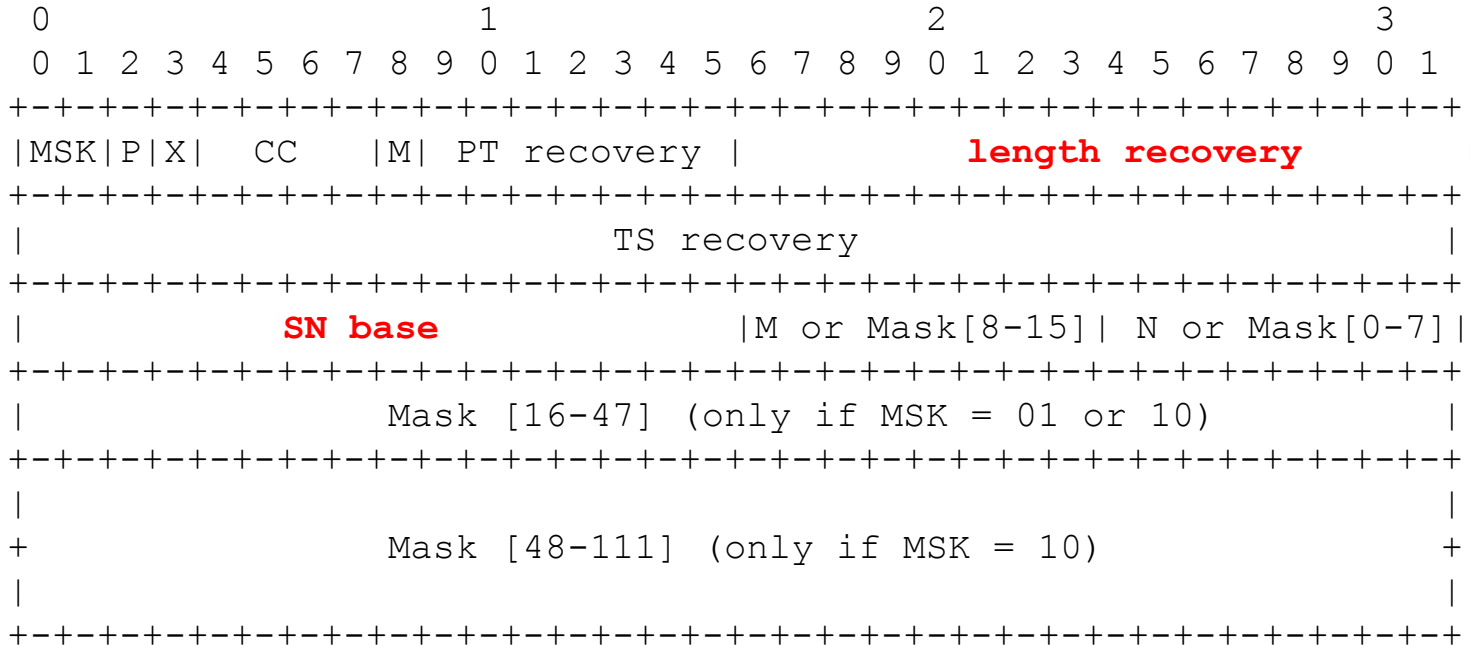 0                   1                   2                   3
 0 1 2 3 4 5 6 7 8 9 0 1 2 3 4 5 6 7 8 9 0 1 2 3 4 5 6 7 8 9 0 1
+-+-+-+-+-+-+-+-+-+-+-+-+-+-+-+-+-+-+-+-+-+-+-+-+-+-+-+-+-+-+-+-+
|MSK|P|X|  CC   |M| PT recovery |          length recovery
+-+-+-+-+-+-+-+-+-+-+-+-+-+-+-+-+-+-+-+-+-+-+-+-+-+-+-+-+-+-+-+-+
|                          TS recovery                          |
+-+-+-+-+-+-+-+-+-+-+-+-+-+-+-+-+-+-+-+-+-+-+-+-+-+-+-+-+-+-+-+-+
|           SN base             |M or Mask[8-15]| N or Mask[0-7]|
+-+-+-+-+-+-+-+-+-+-+-+-+-+-+-+-+-+-+-+-+-+-+-+-+-+-+-+-+-+-+-+-+
|                Mask [16-47] (only if MSK = 01 or 10)          |
+-+-+-+-+-+-+-+-+-+-+-+-+-+-+-+-+-+-+-+-+-+-+-+-+-+-+-+-+-+-+-+-+
|                                                               |
+                Mask [48-111] (only if MSK = 10)               +
|                                                               |
+-+-+-+-+-+-+-+-+-+-+-+-+-+-+-+-+-+-+-+-+-+-+-+-+-+-+-+-+-+-+-+-+